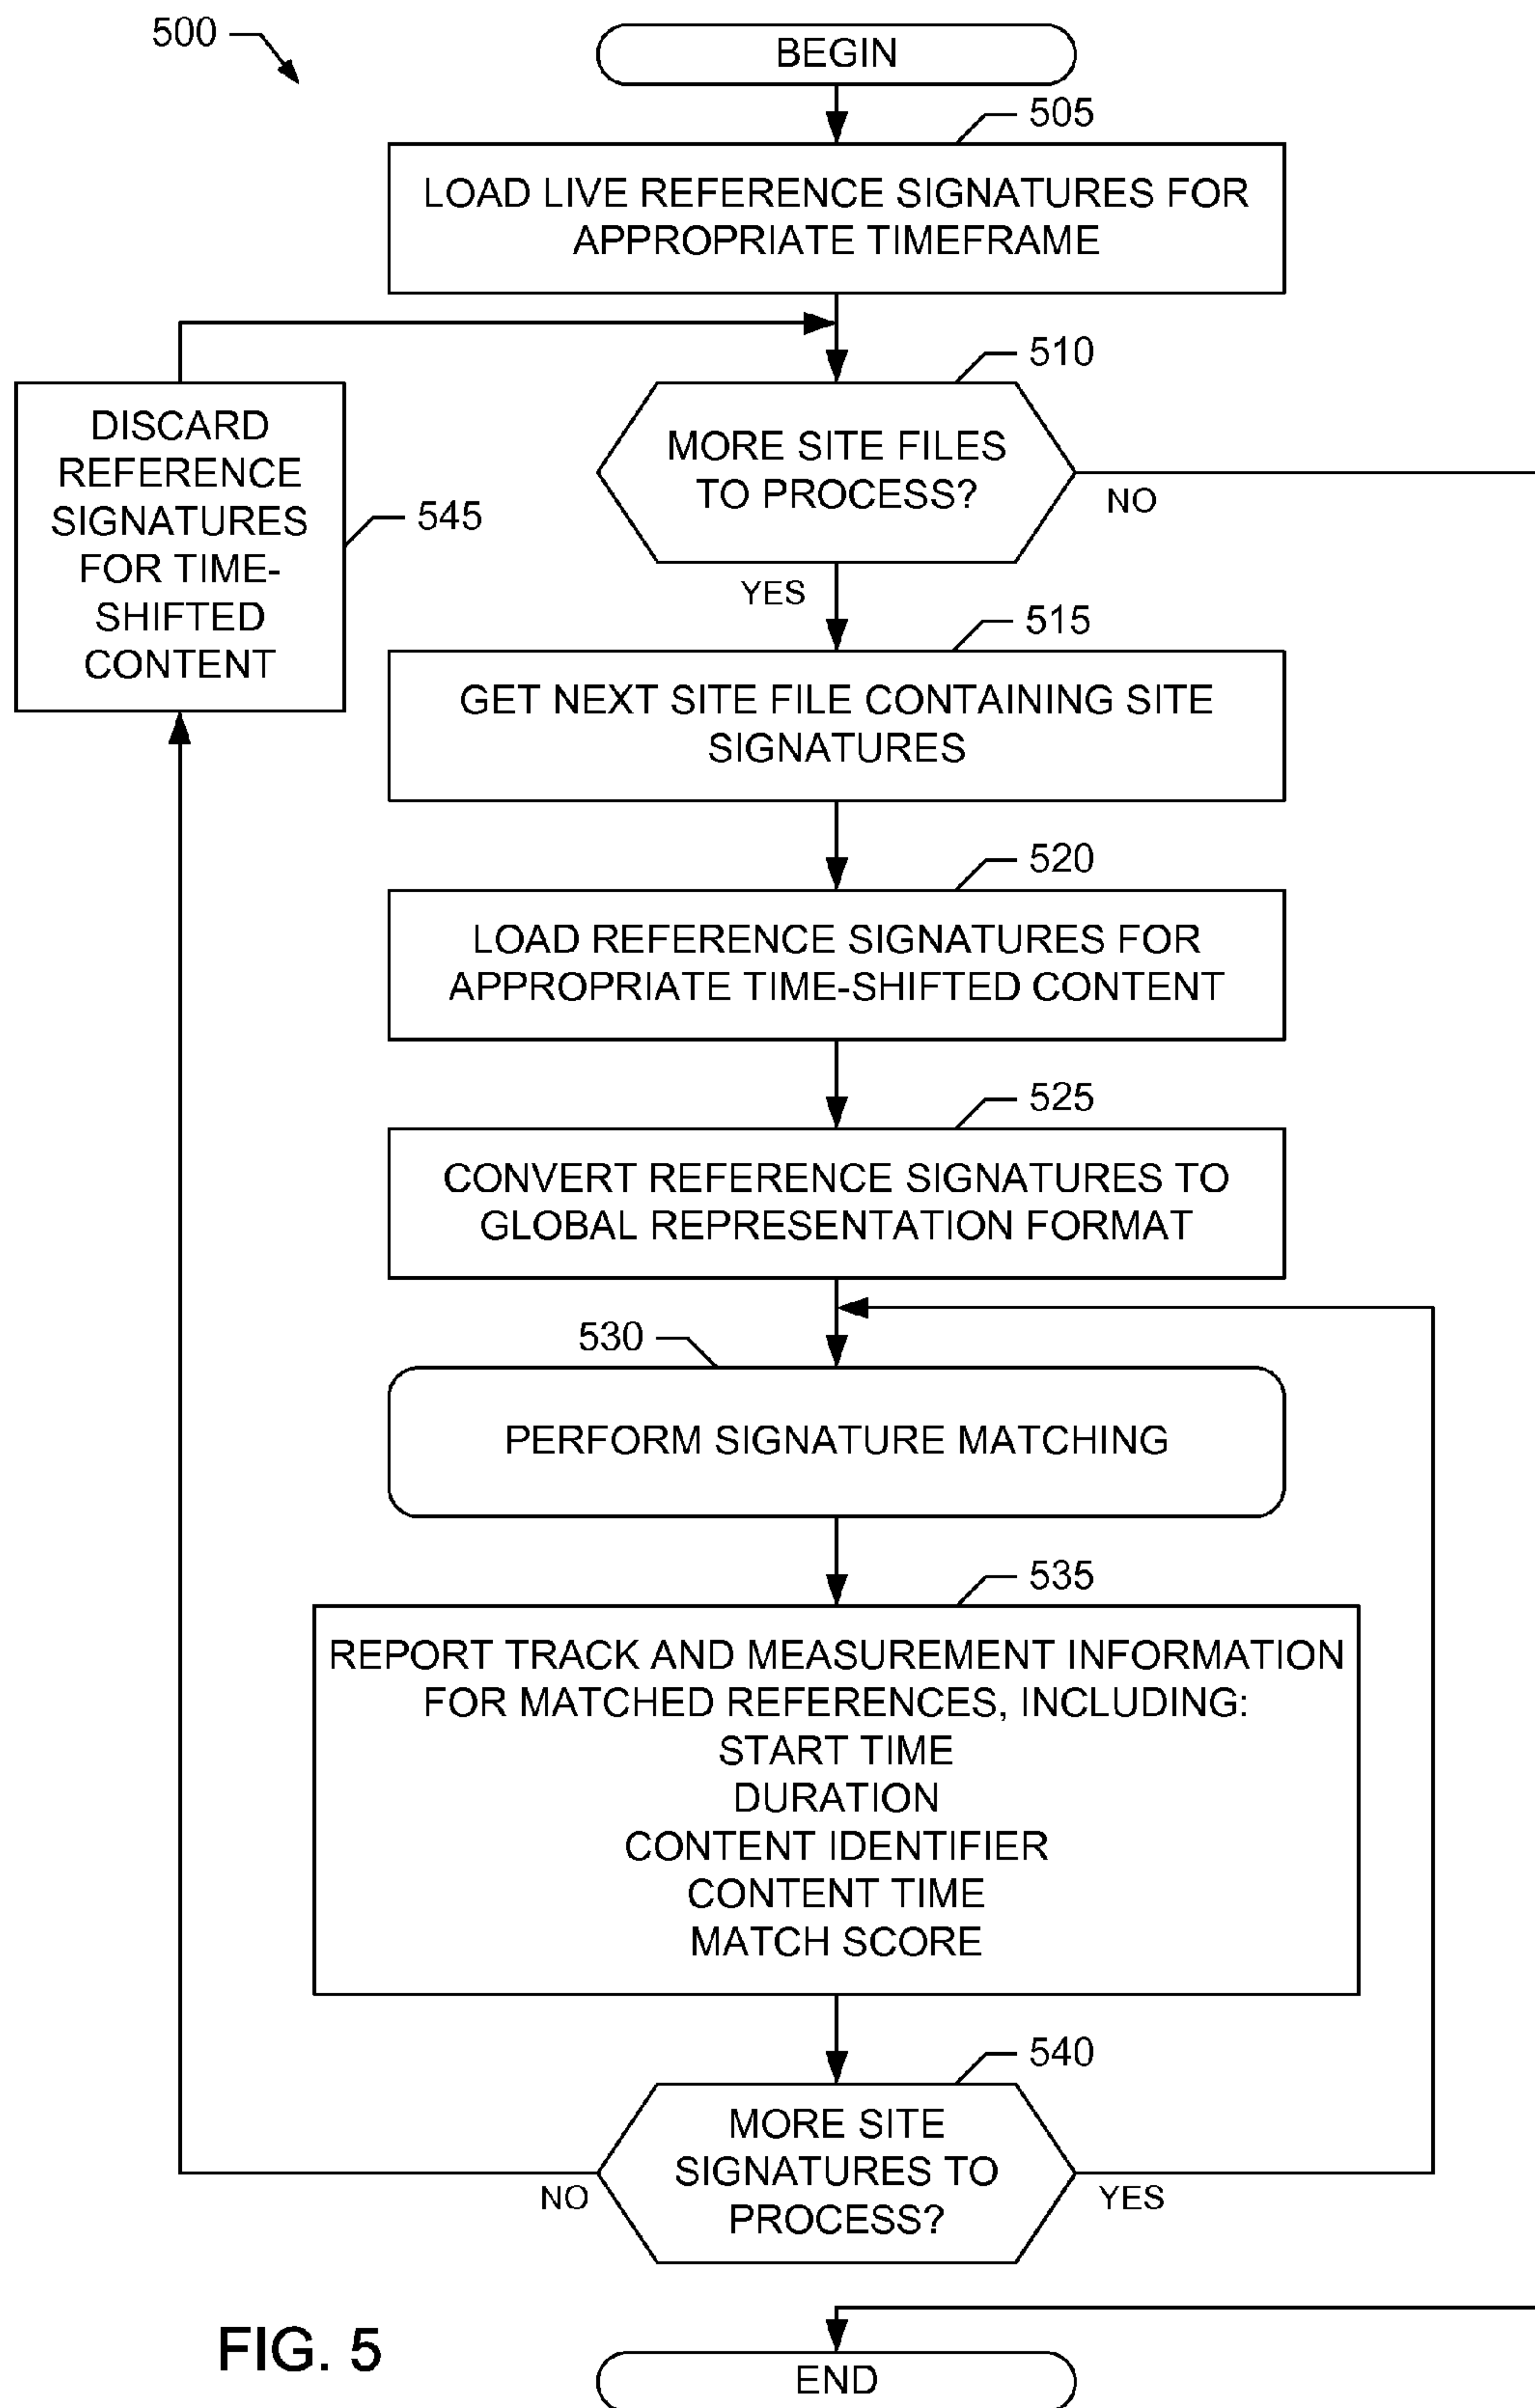 500
BEGIN
505
LOAD LIVE REFERENCE SIGNATURES FOR
APPROPRIATE TIMEFRAME
510
MORE SITE FILES
TO PROCESS?
NO
YES
DISCARD
REFERENCE
SIGNATURES
FOR TIME-
SHIFTED
CONTENT
545
515
GET NEXT SITE FILE CONTAINING SITE
SIGNATURES
520
LOAD REFERENCE SIGNATURES FOR
APPROPRIATE TIME-SHIFTED CONTENT
525
CONVERT REFERENCE SIGNATURES TO
GLOBAL REPRESENTATION FORMAT
530
PERFORM SIGNATURE MATCHING
535
REPORT TRACK AND MEASUREMENT INFORMATION
FOR MATCHED REFERENCES, INCLUDING:
START TIME
DURATION
CONTENT IDENTIFIER
CONTENT TIME
MATCH SCORE
540
MORE SITE
SIGNATURES TO
PROCESS?
NO
YES
FIG. 5
END